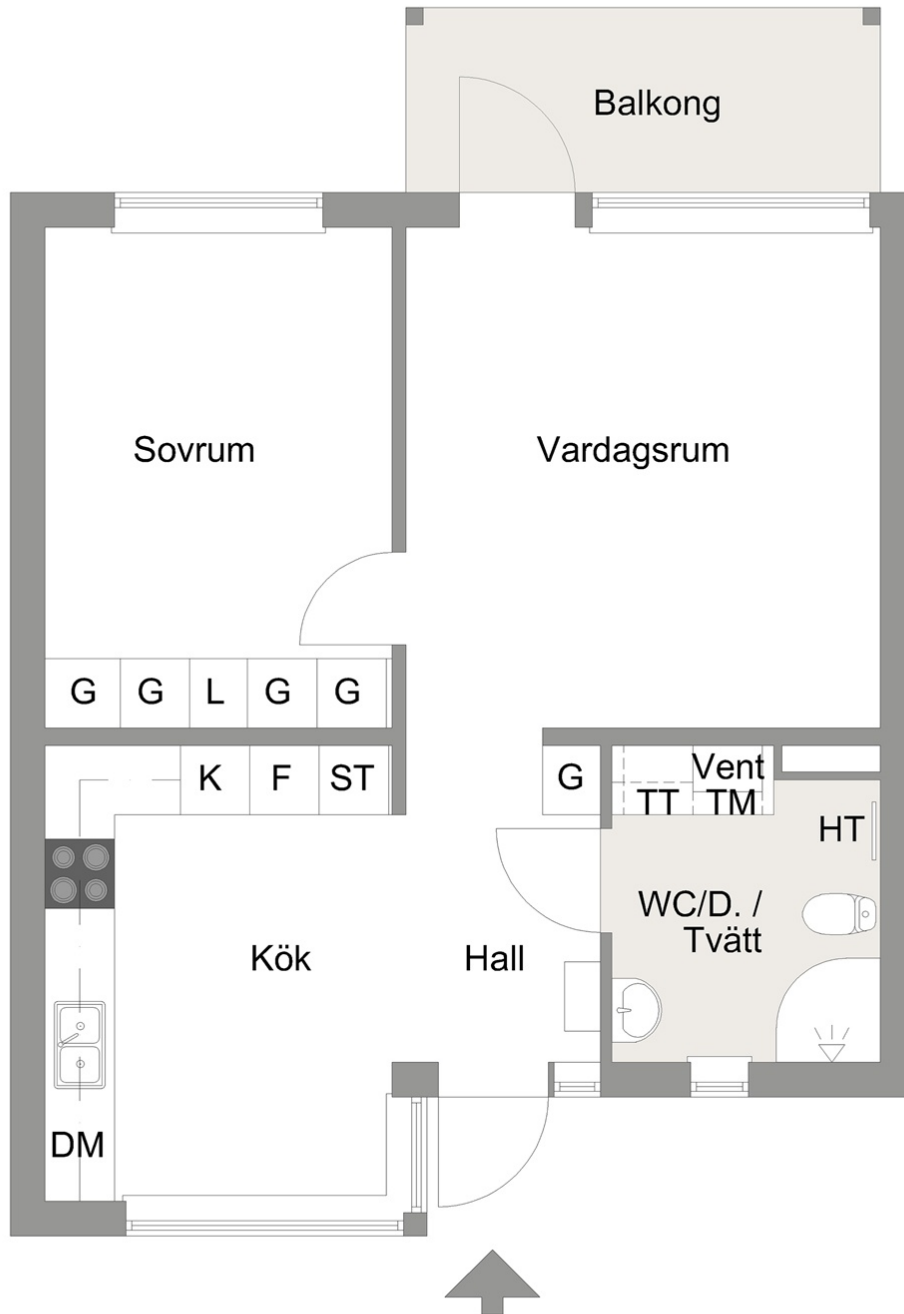 Balkong
Sovrum
Vardagsrum
G G L G G
K F ST
G
Vent
TT TM
HT
WC/D. /
Tvätt
Kök
Hall
DM